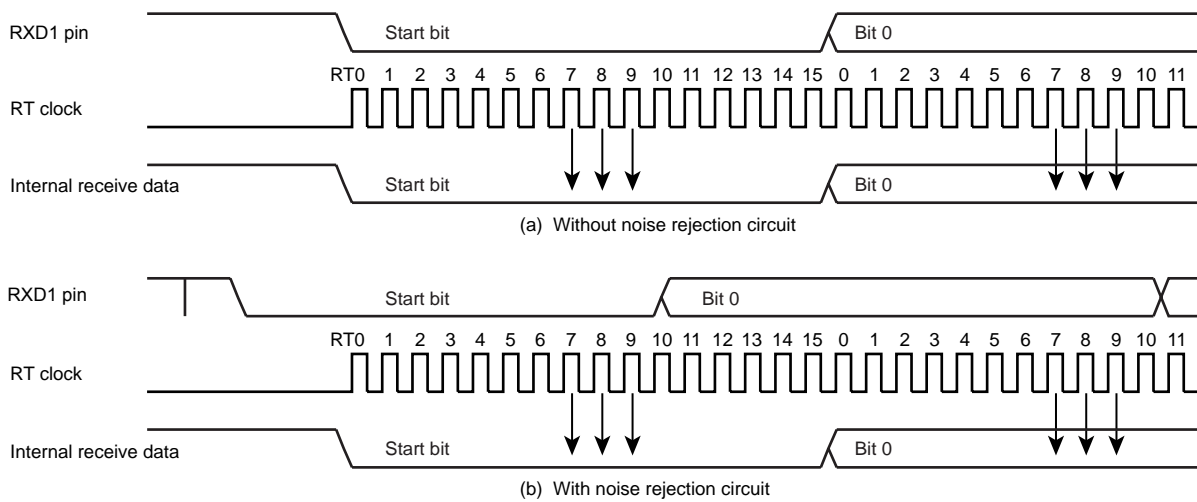 RXD1 pin
Start bit
Bit 0
RT0 1 2 3 4 5 6 7 8 9 10 11 12 13 14 15 0 1 2 3 4 5 6 7 8 9 10 11
RT clock
Internal receive data
Start bit
Bit 0
(a) Without noise rejection circuit
RXD1 pin
Start bit
Bit 0
RT0 1 2 3 4 5 6 7 8 9 10 11 12 13 14 15 0 1 2 3 4 5 6 7 8 9 10 11
RT clock
Internal receive data
Start bit
Bit 0
(b) With noise rejection circuit